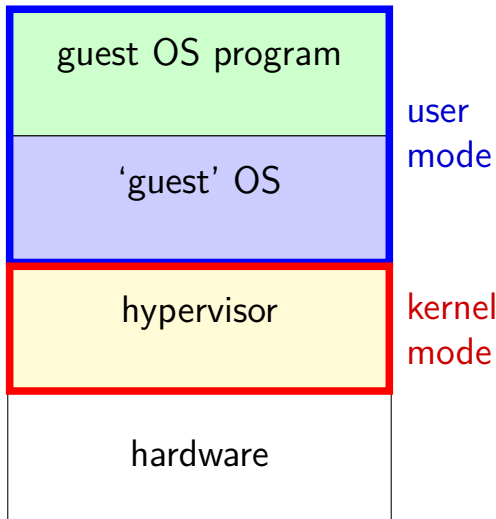 guest OS program
user
mode
‘guest’ OS
hypervisor
kernel
mode
hardware